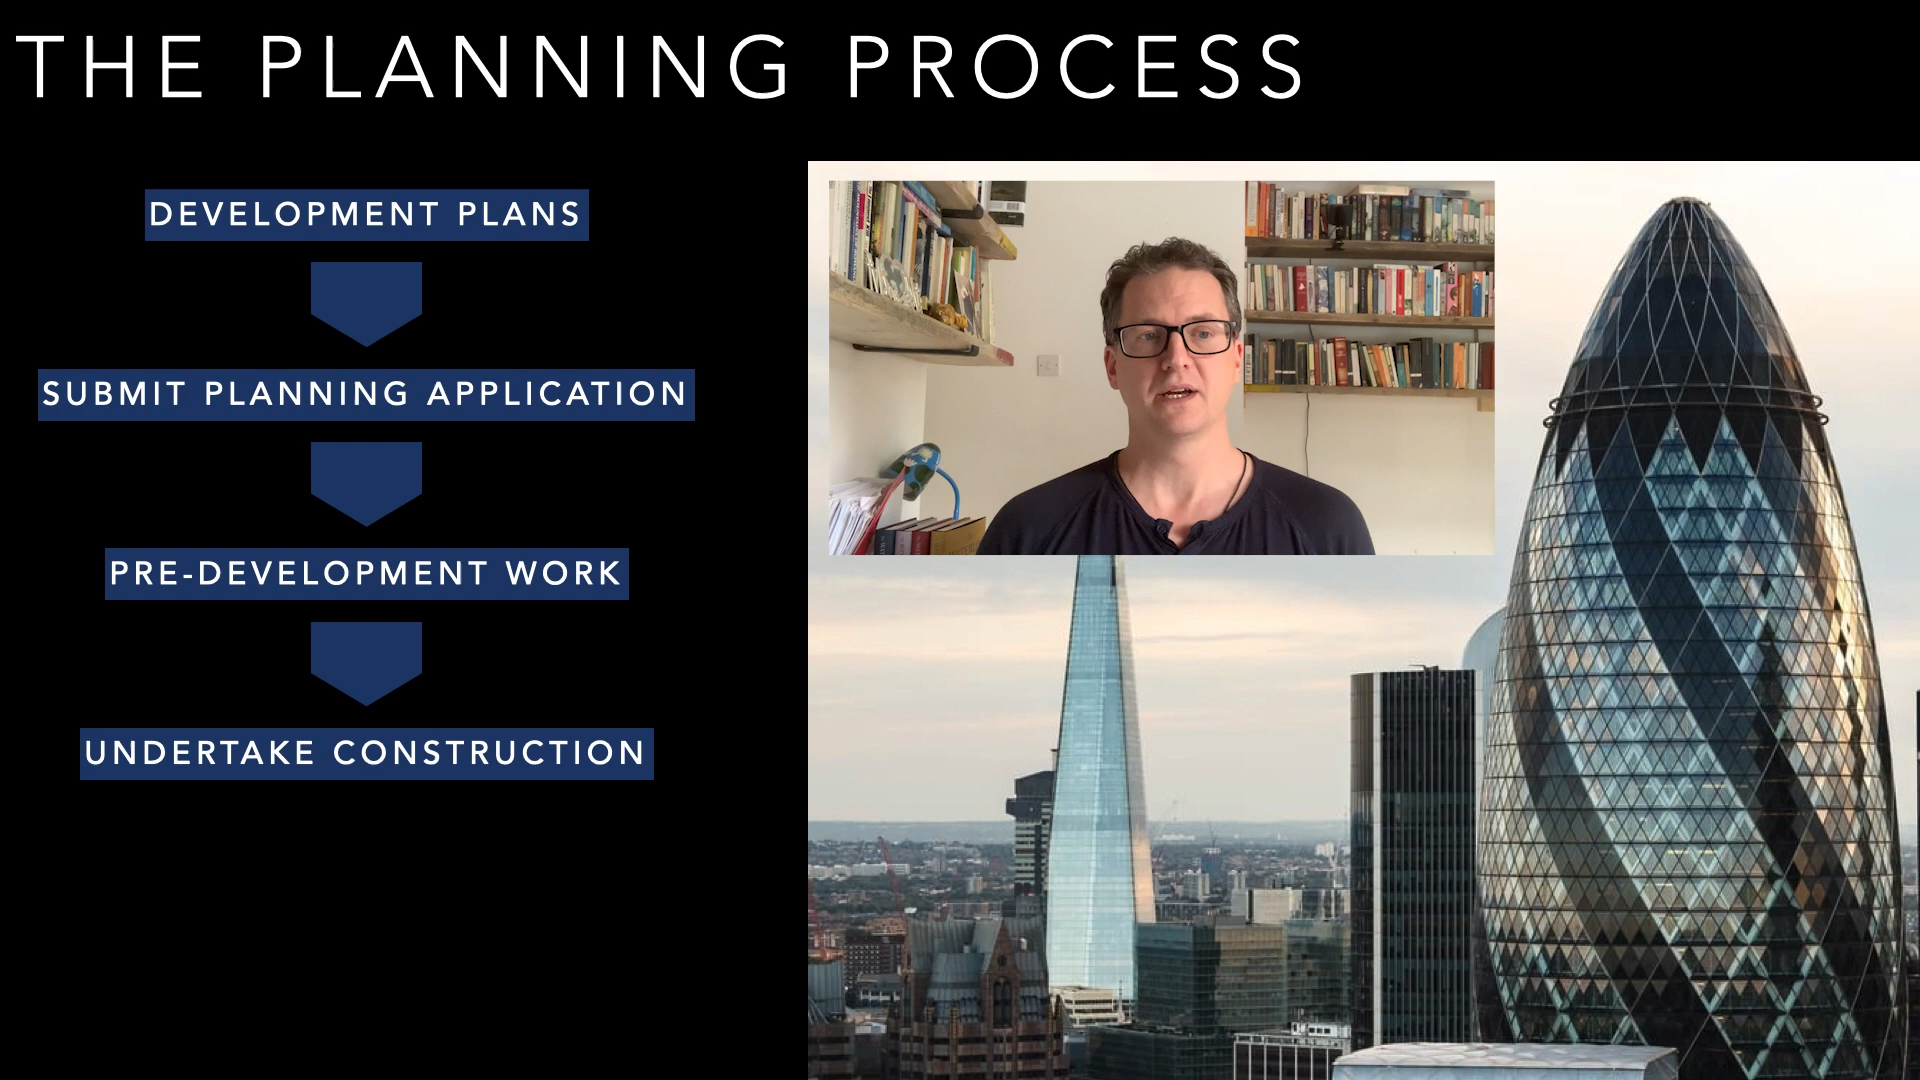 THE PLANNING PROCESS
DEVELOPMENT PLANS
SUBMIT PLANNING APPLICATION
PRE-DEVELOPMENT WORK
UNDERTAKE CONSTRUCTION